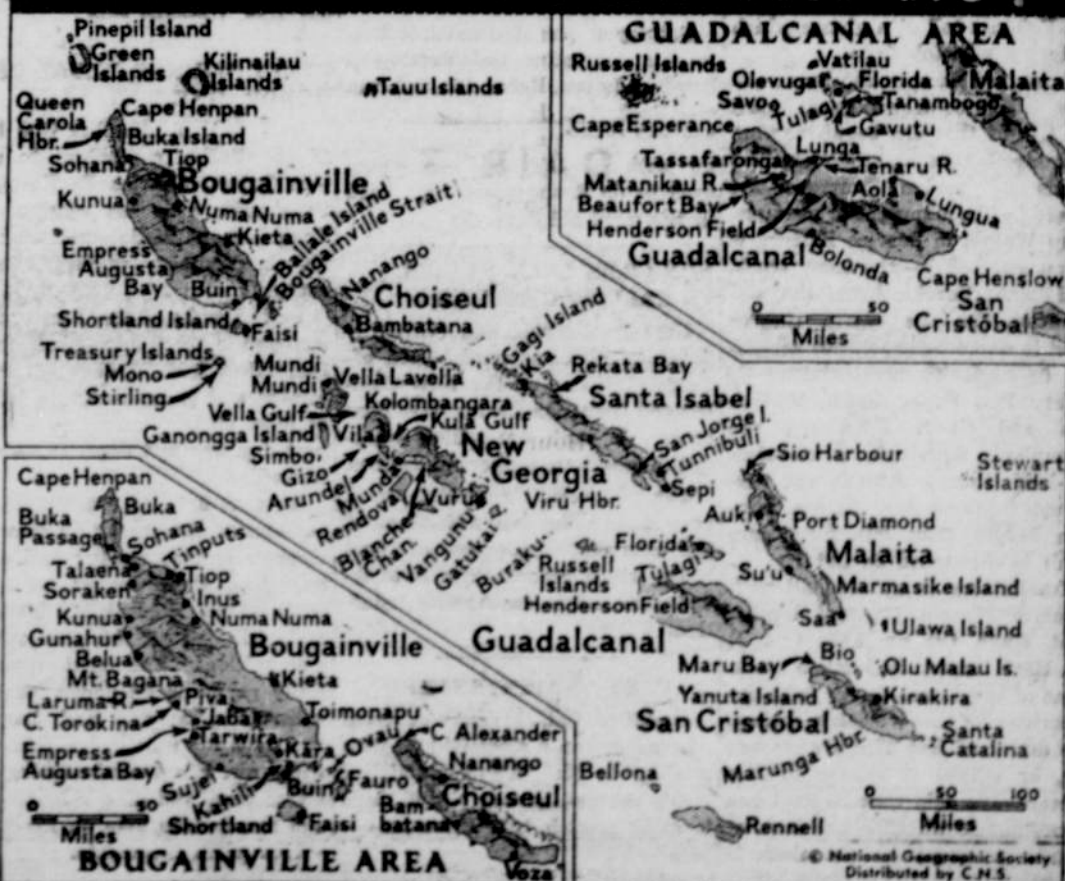 Pinepil Island
Green
Islands
Kilinailau
Islands
Tauu Islands
Queen
Carola
Hbr.
Cape Henpan
Buka Island
Sohana
Tiop
Bougainville
Kunua
Numa Numa
Kieta
Ballale Island
Bougainville Strait
Empress
Augusta
Bay
Buin
Nanango
Choiseul
Shortland Island
Faisi
Bambatana
Treasury Islands
Mono
Stirling
Mundi
Mundi
Vella Lavella
Gagi Island
Kia
Rekata Bay
Santa Isabel
Kolombangara
Vella Gulf
Kula Gulf
Ganongga Island
Vila
New
Georgia
San Jorge I.
Tunnibuli
Simbo
Gizo
Arundel
Munda
Rendova
Blanche
Chan.
Vuru
Viru Hbr.
Vangunu
Gatukai
Buraku
Sepi
Sio Harbour
Stewart
Islands
Auki
Port Diamond
Malaita
Florida
Tulagi
Russell
Islands
Su'u
Marmasike Island
Henderson Field
Guadalcanal
Saa
Ulawa Island
Maru Bay
Bio
Olu Malau Is.
Yanuta Island
Kirakira
San Cristóbal
Santa
Catalina
Marunga Hbr.
Bellona
Rennell
0 50 100
Miles
© National Geographic Society
Distributed by C.N.S.
GUADALCANAL AREA
Russell Islands
Vatilau
Olevuga
Florida
Malaita
Savo
Tulagi
Tanambogo
Gavutu
Cape Esperance
Lunga
Tassafaronga
Tenaru R.
Matanikau R.
Aola
Beaufort Bay
Lungua
Henderson Field
Guadalcanal
Bolonda
Cape Henslow
San
Cristóbal
0 50
Miles
Cape Henpan
Buka
Buka
Passage
Sohana
Tinputs
Talaena
Tiop
Soraken
Inus
Kunua
Numa Numa
Gunahur
Bougainville
Belua
Mt. Bagana
Kieta
Laruma R.
Piva
C. Torokina
Jaba
Toimonapu
Empress
Augusta Bay
Tarwira
Kara
Ovau
C. Alexander
Sujei
Kahili
Buin
Fauro
Nanango
Choiseul
Shortland
Faisi
Bam-
batana
Voza
0 50
Miles
BOUGAINVILLE AREA